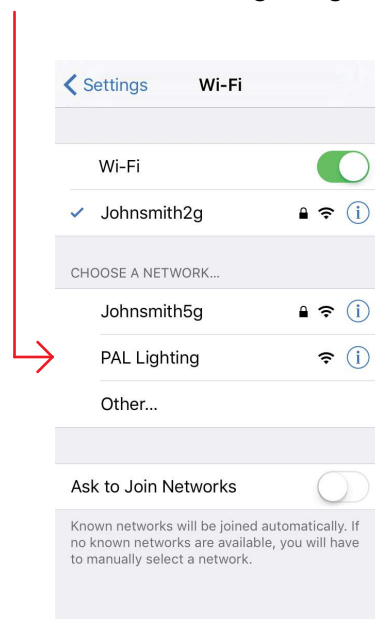 Settings Wi-Fi
Wi-Fi
Johnsmith2g
CHOOSE A NETWORK...
Johnsmith5g
PAL Lighting
Other...
Ask to Join Networks
Known networks will be joined automatically. If
no known networks are available, you will have
to manually select a network.